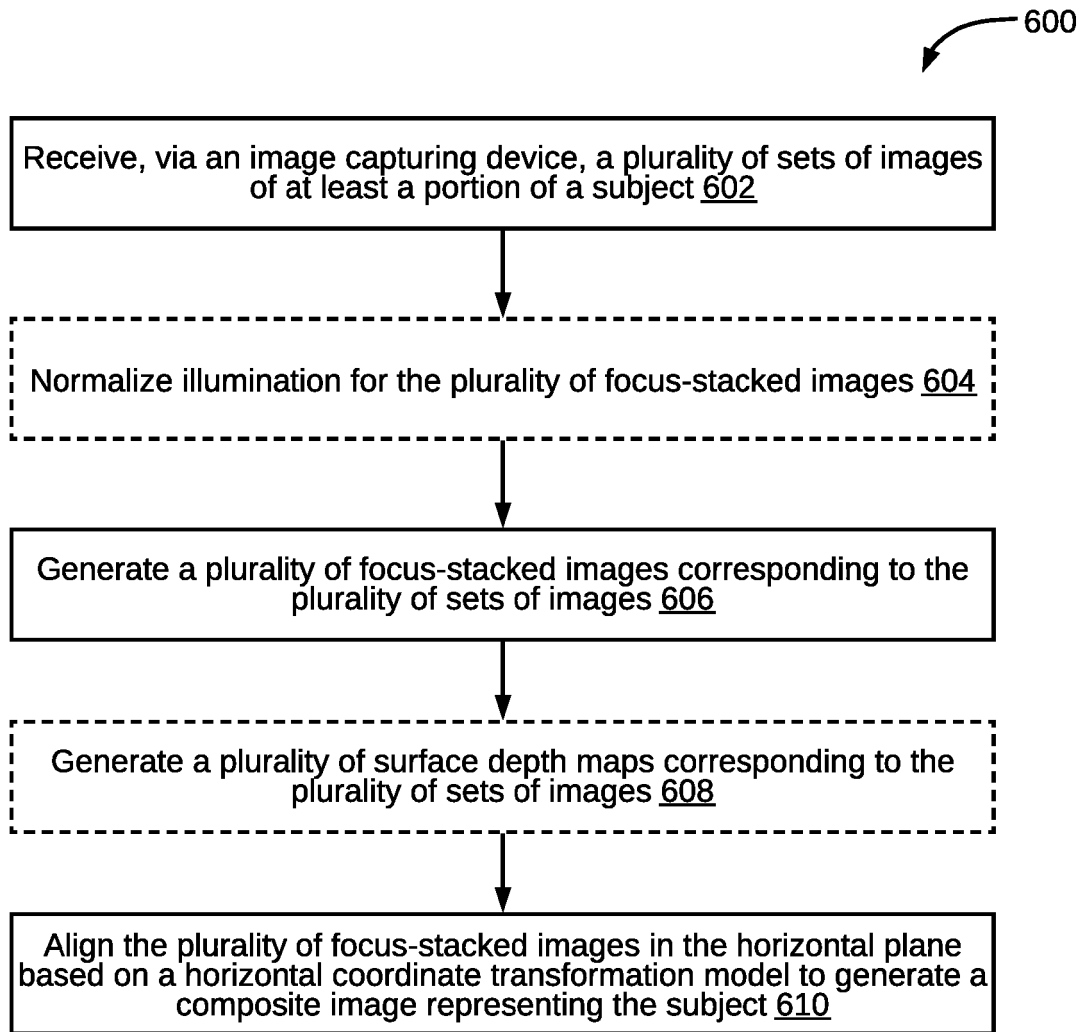 600
Receive, via an image capturing device, a plurality of sets of images
of at least a portion of a subject 602
Normalize illumination for the plurality of focus-stacked images 604
Generate a plurality of focus-stacked images corresponding to the
plurality of sets of images 606
Generate a plurality of surface depth maps corresponding to the
plurality of sets of images 608
Align the plurality of focus-stacked images in the horizontal plane
based on a horizontal coordinate transformation model to generate a
composite image representing the subject 610